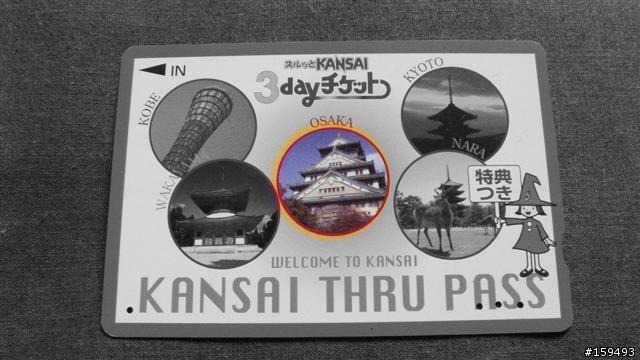 IN
スルッとKANSAI
3dayチケット
KOBE
KYOTO
OSAKA
NARA
特典
つき
WELCOME TO KANSAI
KANSAI THRU PASS
#159493